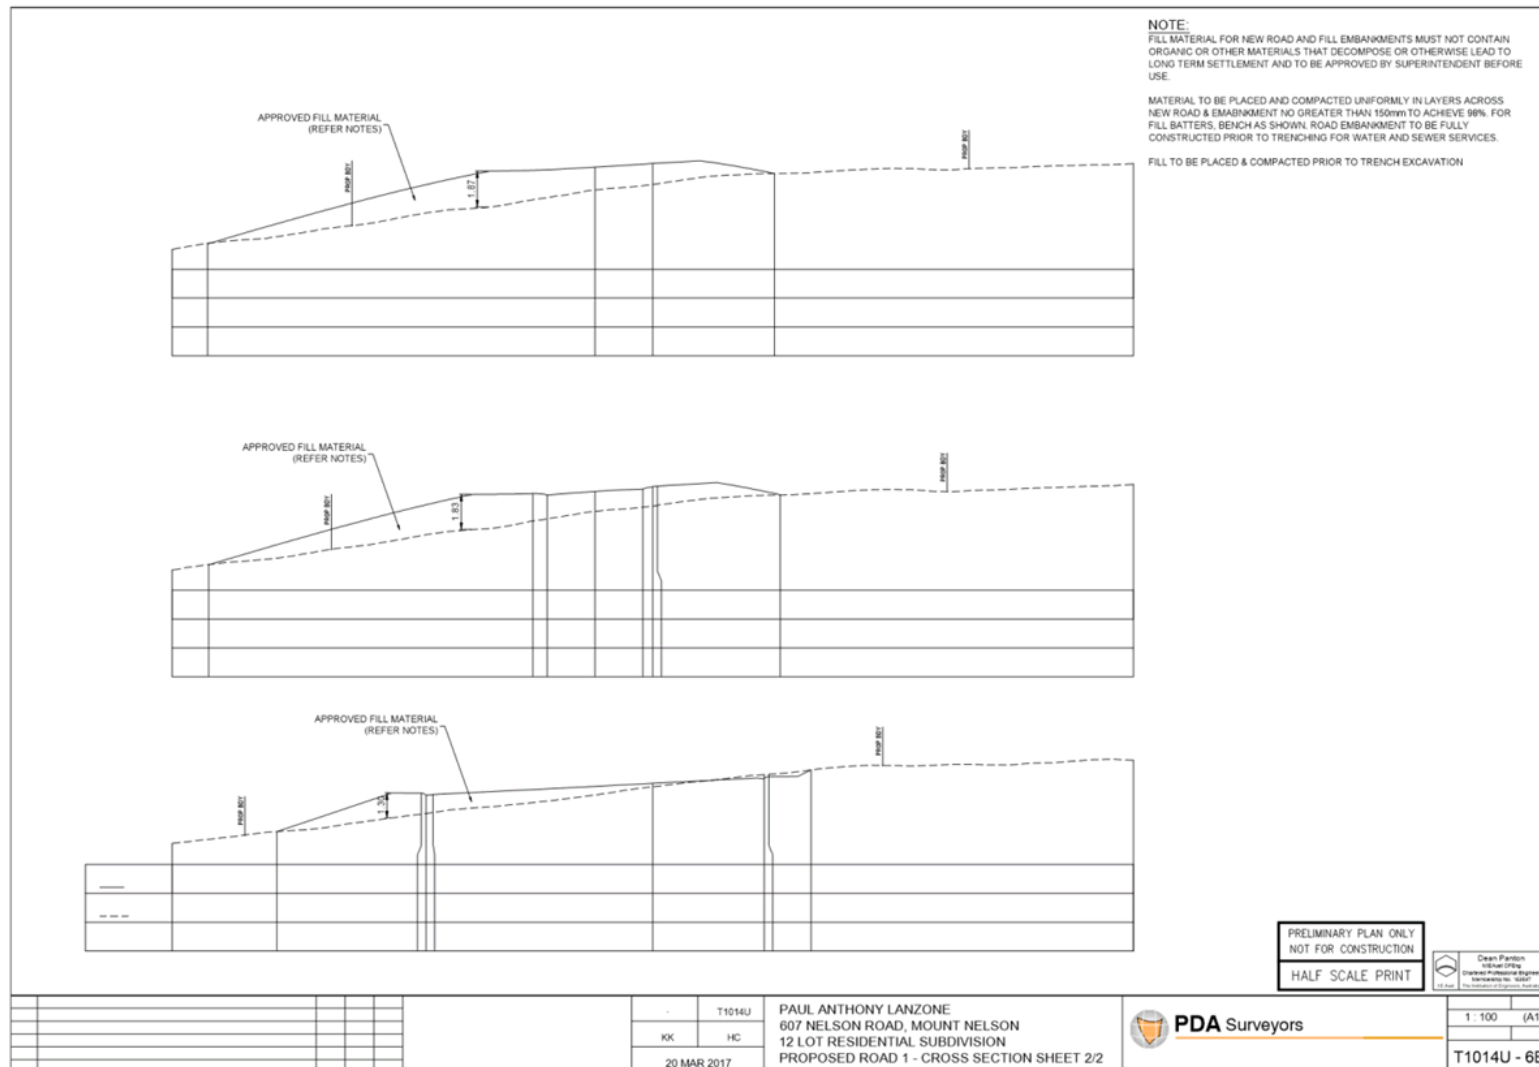 NOTE:
FILL MATERIAL FOR NEW ROAD AND FILL EMBANKMENTS MUST NOT CONTAIN
ORGANIC OR OTHER MATERIALS THAT DECOMPOSE OR OTHERWISE LEAD TO
LONG TERM SETTLEMENT AND TO BE APPROVED BY SUPERINTENDENT BEFORE
USE.
MATERIAL TO BE PLACED AND COMPACTED UNIFORMLY IN LAYERS ACROSS
NEW ROAD & EMABNKMENT NO GREATER THAN 150mm TO ACHIEVE 98%. FOR
FILL BATTERS, BENCH AS SHOWN. ROAD EMBANKMENT TO BE FULLY
CONSTRUCTED PRIOR TO TRENCHING FOR WATER AND SEWER SERVICES.
FILL TO BE PLACED & COMPACTED PRIOR TO TRENCH EXCAVATION
APPROVED FILL MATERIAL
(REFER NOTES)
PROP BDY
1.87
PROP BDY
APPROVED FILL MATERIAL
(REFER NOTES)
PROP BDY
1.83
PROP BDY
APPROVED FILL MATERIAL
(REFER NOTES)
PROP BDY
1.30
PROP BDY
PRELIMINARY PLAN ONLY
NOT FOR CONSTRUCTION
HALF SCALE PRINT
Dean Panton
Chartered Professional Engineer
- T1014U
KK HC
20 MAR 2017
PAUL ANTHONY LANZONE
607 NELSON ROAD, MOUNT NELSON
12 LOT RESIDENTIAL SUBDIVISION
PROPOSED ROAD 1 - CROSS SECTION SHEET 2/2
PDA Surveyors
1 : 100 (A1
T1014U - 6E